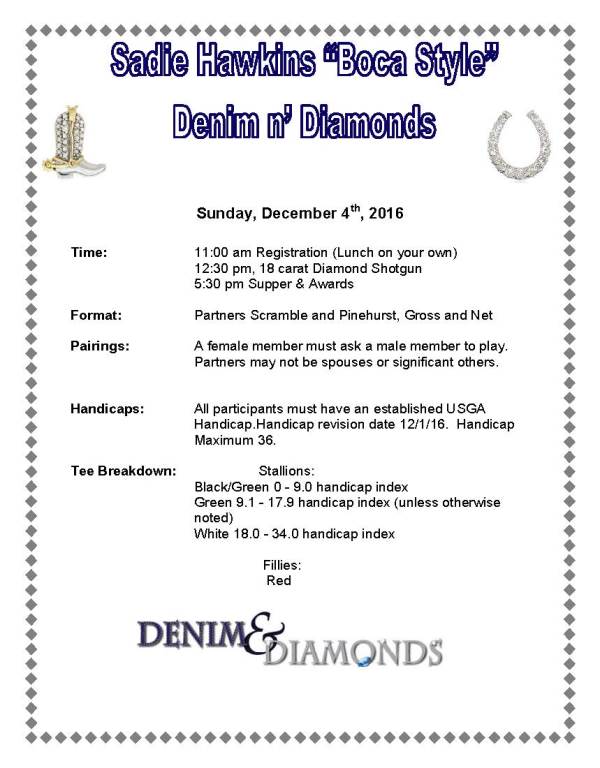 Sadie Hawkins “Boca Style”
Denim n’ Diamonds
Sunday, December 4th, 2016
Time: 11:00 am Registration (Lunch on your own)
12:30 pm, 18 carat Diamond Shotgun
5:30 pm Supper & Awards
Format: Partners Scramble and Pinehurst, Gross and Net
Pairings: A female member must ask a male member to play.
Partners may not be spouses or significant others.
Handicaps: All participants must have an established USGA
Handicap.Handicap revision date 12/1/16. Handicap
Maximum 36.
Tee Breakdown: Stallions:
Black/Green 0 - 9.0 handicap index
Green 9.1 - 17.9 handicap index (unless otherwise
noted)
White 18.0 - 34.0 handicap index
Fillies:
Red
DENIM &
DIAMONDS